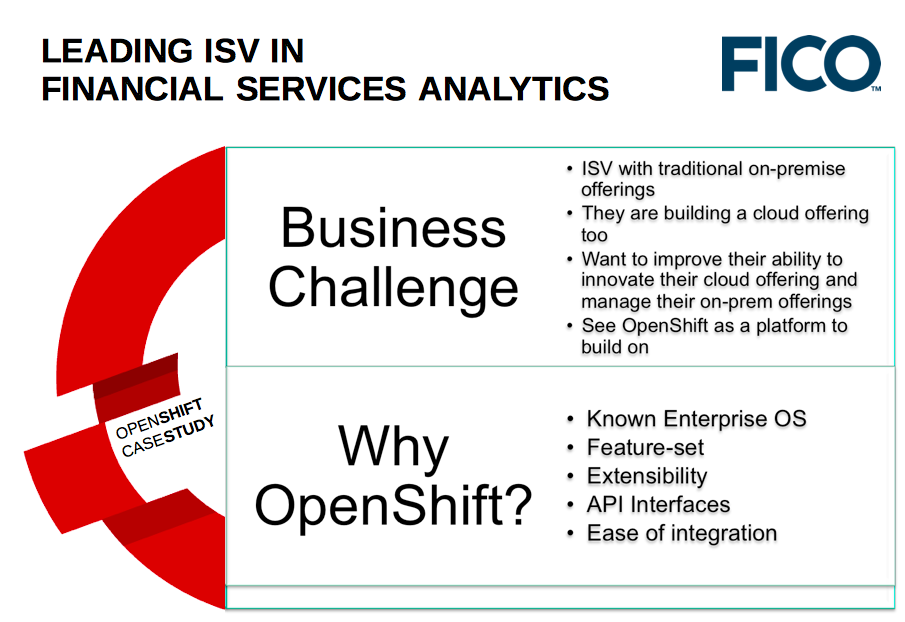 LEADING ISV IN
FINANCIAL SERVICES ANALYTICS
FICO™
Business
Challenge
• ISV with traditional on-premise
offerings
• They are building a cloud offering
too
• Want to improve their ability to
innovate their cloud offering and
manage their on-prem offerings
• See OpenShift as a platform to
build on
OPENSHIFT
CASESTUDY
Why
OpenShift?
• Known Enterprise OS
• Feature-set
• Extensibility
• API Interfaces
• Ease of integration